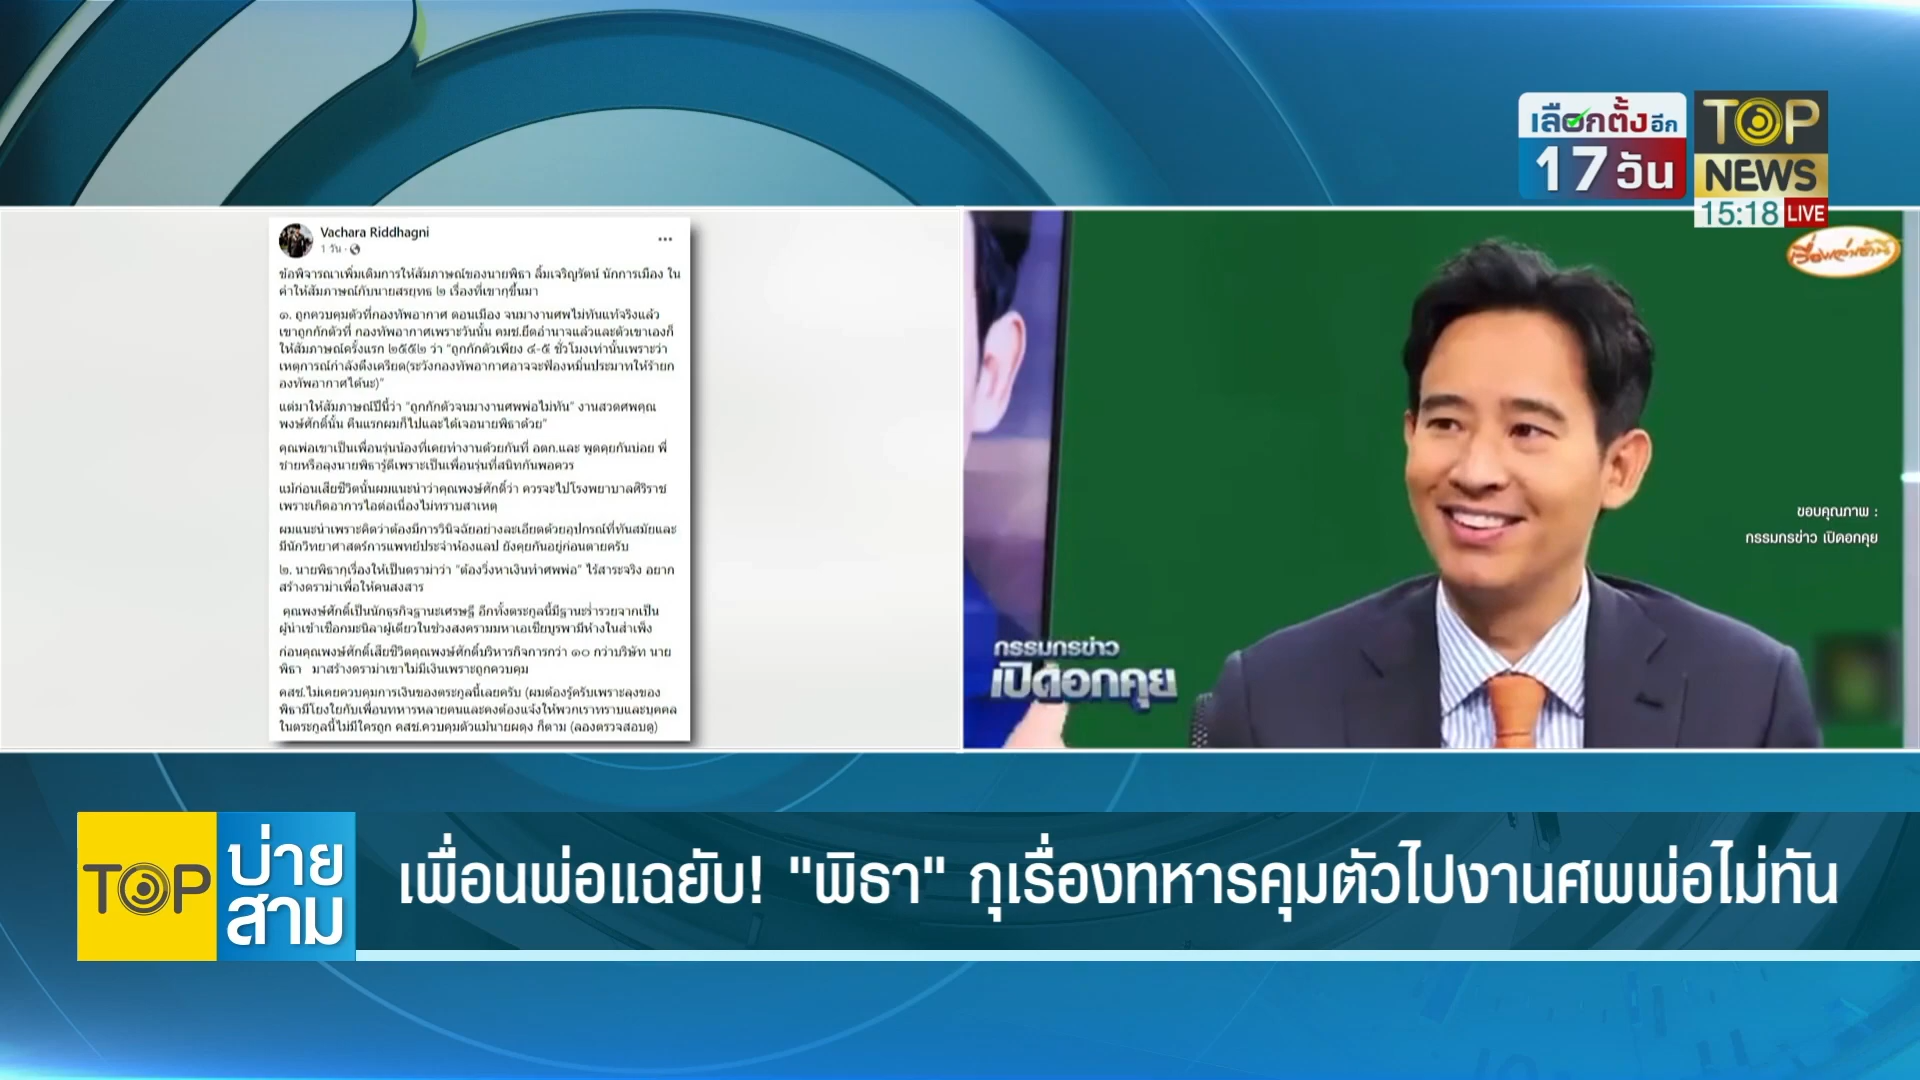 เลือกตั้งอีก
17 วัน
TOP
NEWS
15:18 LIVE
เรื่องเล่าเช้านี้
Vachara Riddhagni
1 วัน ·
ข้อพิจารณาเพิ่มเติมการให้สัมภาษณ์ของนายพิธา ลิ้มเจริญรัตน์ นักการเมือง ใน
คำให้สัมภาษณ์กับนายสรยุทธ ๒ เรื่องที่เขากุขึ้นมา
๑. ถูกควบคุมตัวที่กองทัพอากาศ ดอนเมือง จนมางานศพไม่ทันแท้จริงแล้ว
เขาถูกกักตัวที่ กองทัพอากาศเพราะวันนั้น คมช.ยึดอำนาจแล้วและตัวเขาเองก็
ให้สัมภาษณ์ครั้งแรก ๒๕๕๒ ว่า "ถูกกักตัวเพียง ๔-๕ ชั่วโมงเท่านั้นเพราะว่า
เหตุการณ์กำลังตึงเครียด(ระวังกองทัพอากาศอาจจะฟ้องหมิ่นประมาทให้ร้ายก
องทัพอากาศได้นะ)"
แต่มาให้สัมภาษณ์ปีนี้ว่า "ถูกกักตัวจนมางานศพพ่อไม่ทัน" งานสวดศพคุณ
พงษ์ศักดิ์นั้น คืนแรกผมก็ไปและได้เจอนายพิธาด้วย"
คุณพ่อเขาเป็นเพื่อนรุ่นน้องที่เคยทำงานด้วยกันที่ อตก.และ พูดคุยกันบ่อย พี่
ชายหรือลุงนายพิธารู้ดีเพราะเป็นเพื่อนรุ่นที่สนิทกันพอควร
แม้ก่อนเสียชีวิตนั้นผมแนะนำว่าคุณพงษ์ศักดิ์ว่า ควรจะไปโรงพยาบาลศิริราช
เพราะเกิดอาการไอต่อเนื่องไม่ทราบสาเหตุ
ผมแนะนำเพราะคิดว่าต้องมีการวินิจฉัยอย่างละเอียดด้วยอุปกรณ์ที่ทันสมัยและ
มีนักวิทยาศาสตร์การแพทย์ประจำห้องแลป ยังคุยกันอยู่ก่อนตายครับ
๒. นายพิธากุเรื่องให้เป็นดราม่าว่า "ต้องวิ่งหาเงินทำศพพ่อ" ไร้สาระจริง อยาก
สร้างดราม่าเพื่อให้คนสงสาร
คุณพงษ์ศักดิ์เป็นนักธุรกิจฐานะเศรษฐี อีกทั้งตระกูลนี้มีฐานะร่ำรวยจากเป็น
ผู้นำเข้าเชือกมะนิลาผู้เดียวในช่วงสงครามมหาเอเชียบูรพามีห้างในสำเพ็ง
ก่อนคุณพงษ์ศักดิ์เสียชีวิตคุณพงษ์ศักดิ์บริหารกิจการกว่า ๑๐ กว่าบริษัท นาย
พิธา มาสร้างดราม่าเขาไม่มีเงินเพราะถูกควบคุม
คสช.ไม่เคยควบคุมการเงินของตระกูลนี้เลยครับ (ผมต้องรู้ครับเพราะลุงของ
พิธามีโยงใยกับเพื่อนทหารหลายคนและคงต้องแจ้งให้พวกเราทราบและบุคคล
ในตระกูลนี้ไม่มีใครถูก คสช.ควบคุมตัวแม้นายผดุง ก็ตาม (ลองตรวจสอบดู)
ขอบคุณภาพ :
กรรมกรข่าว เปิดอกคุย
กรรมกรข่าว
เปิดอกคุย
TOP บ่าย
สาม
เพื่อนพ่อแฉยับ! "พิธา" กุเรื่องทหารคุมตัวไปงานศพพ่อไม่ทัน